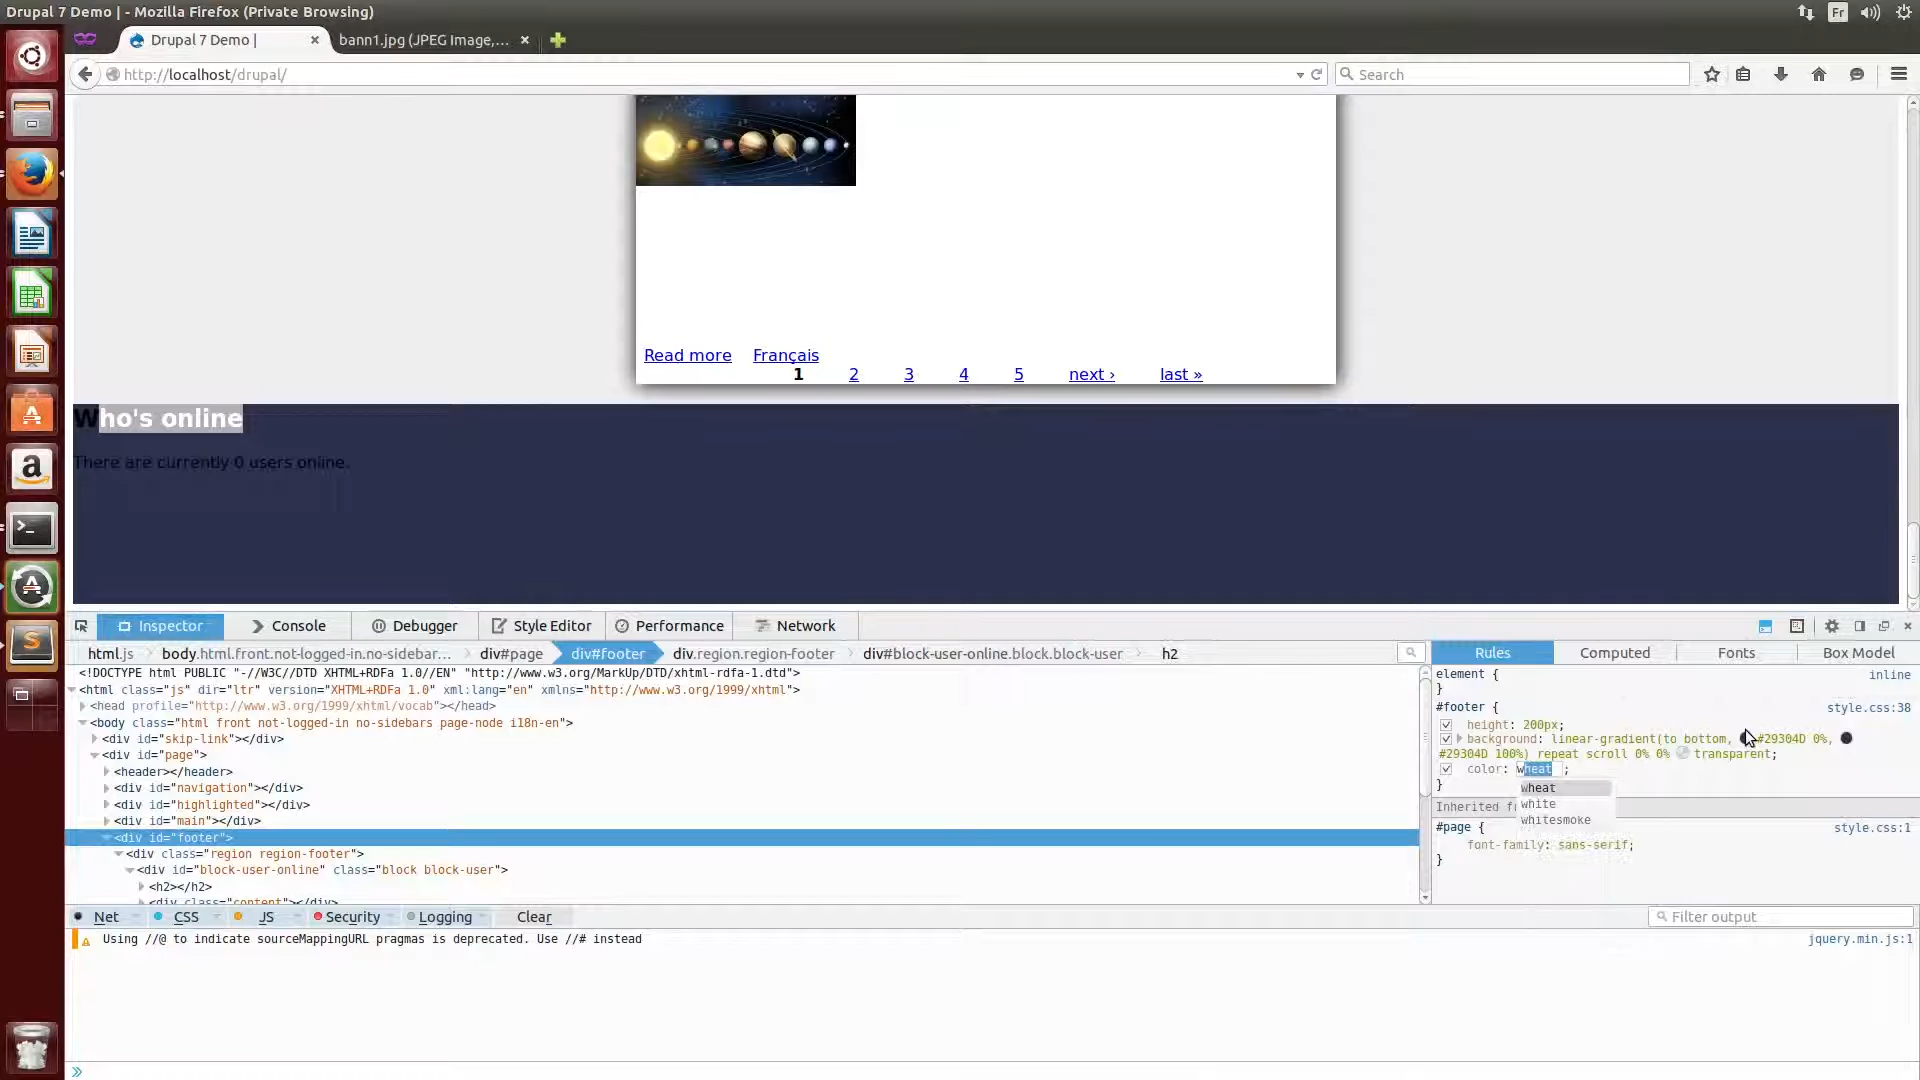 Drupal 7 Demo | - Mozilla Firefox (Private Browsing)
Fr
Drupal 7 Demo |
bann1.jpg (JPEG Image,...
http://localhost/drupal/
Search
Read more Français
1 2 3 4 5 next › last »
Who's online
There are currently 0 users online.
Inspector Console Debugger Style Editor Performance Network
html.js body.html.front.not-logged-in.no-sidebar... div#page div#footer div.region.region-footer div#block-user-online.block.block-user h2
Rules Computed Fonts Box Model
<!DOCTYPE html PUBLIC "-//W3C//DTD XHTML+RDFa 1.0//EN" "http://www.w3.org/MarkUp/DTD/xhtml-rdfa-1.dtd">
<html class="js" dir="ltr" version="XHTML+RDFa 1.0" xml:lang="en" xmlns="http://www.w3.org/1999/xhtml">
<head profile="http://www.w3.org/1999/xhtml/vocab"></head>
<body class="html front not-logged-in no-sidebars page-node i18n-en">
<div id="skip-link"></div>
<div id="page">
<header></header>
<div id="navigation"></div>
<div id="highlighted"></div>
<div id="main"></div>
<div id="footer">
<div class="region region-footer">
<div id="block-user-online" class="block block-user">
<h2></h2>
<div class="content"></div>
element { inline
}
#footer { style.css:38
height: 200px;
background: linear-gradient(to bottom, #29304D 0%,
#29304D 100%) repeat scroll 0% 0% transparent;
color: wheat ;
}
wheat
white
whitesmoke
Inherited f
#page { style.css:1
font-family: sans-serif;
}
Net CSS JS Security Logging Clear
Filter output
Using //@ to indicate sourceMappingURL pragmas is deprecated. Use //# instead
jquery.min.js:1